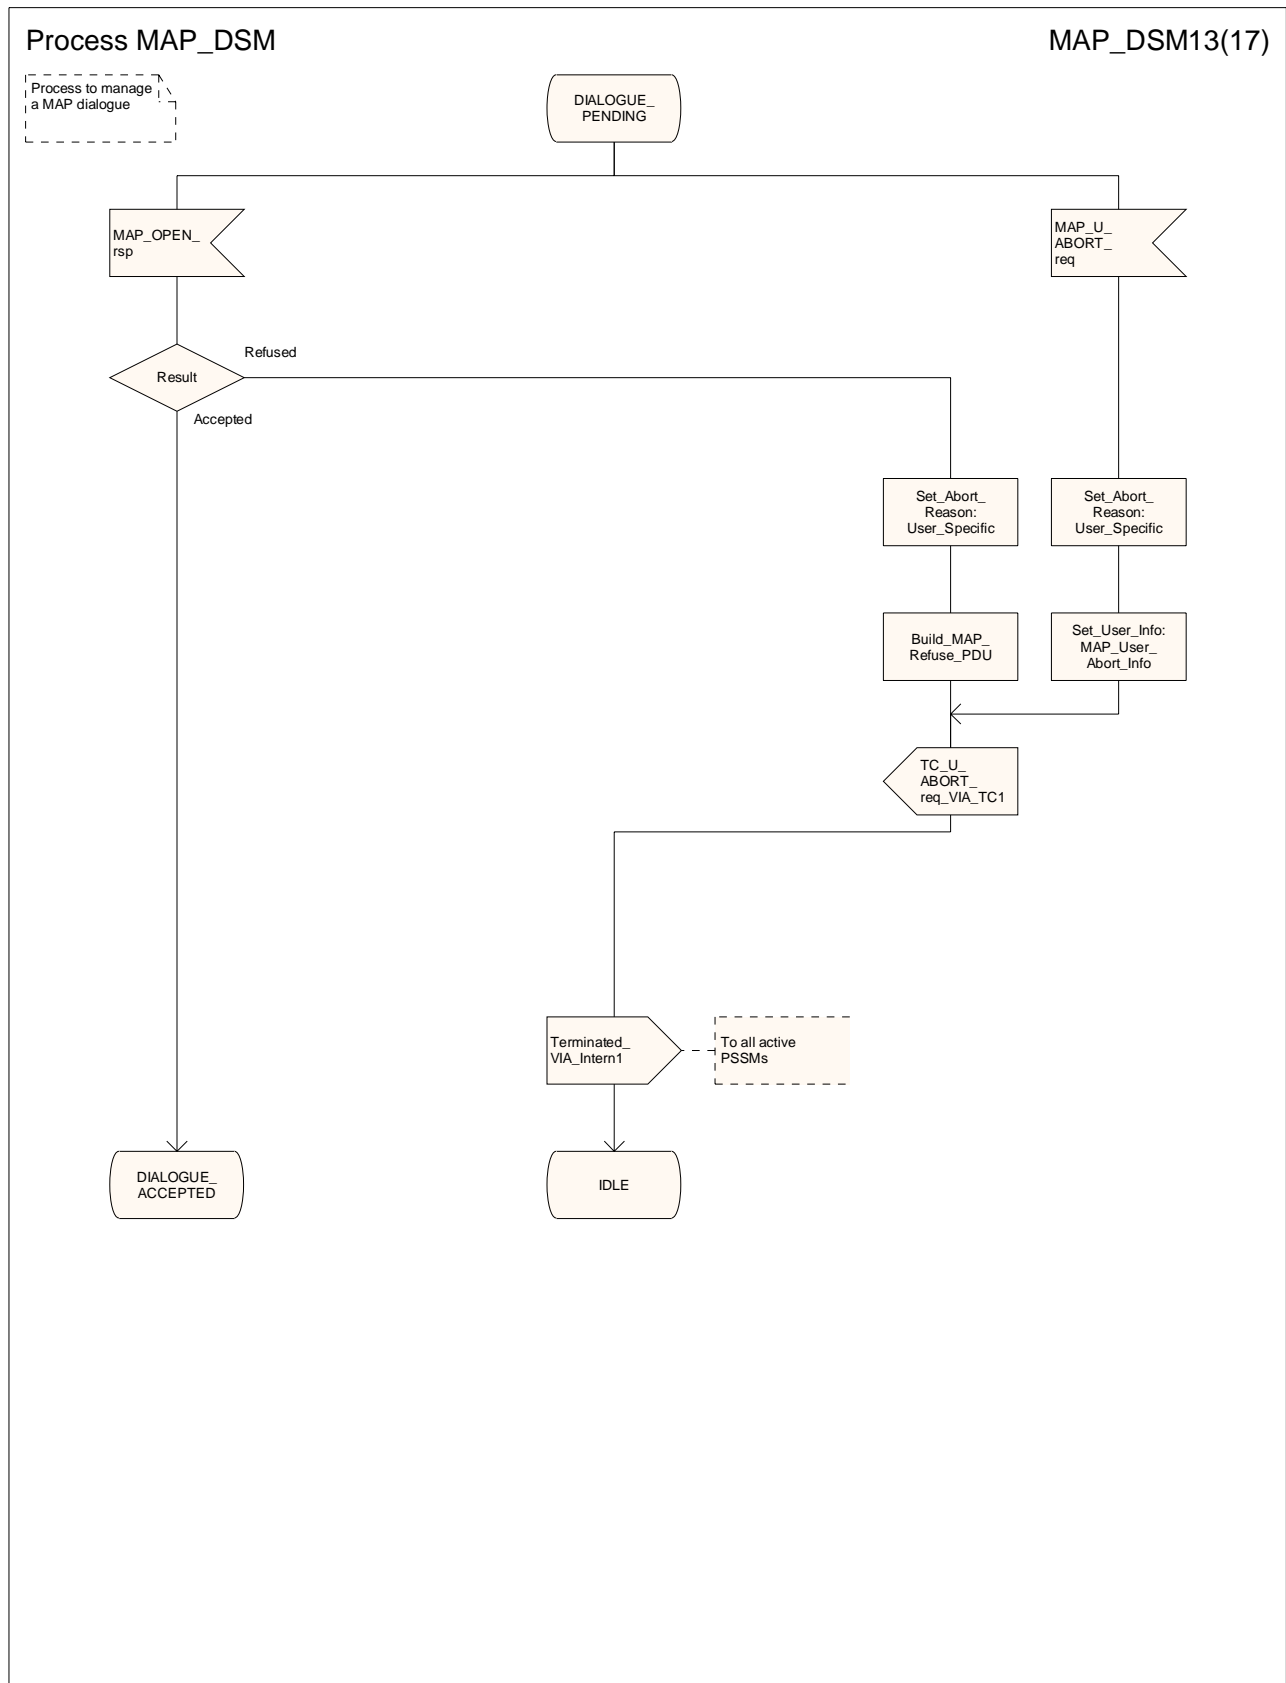 Process MAP_DSM
MAP_DSM13(17)
Process to manage
a MAP dialogue
DIALOGUE_
PENDING
MAP_OPEN_
rsp
MAP_U_
ABORT_
req
Refused
Result
Accepted
Set_Abort_
Reason:
User_Specific
Set_Abort_
Reason:
User_Specific
Build_MAP_
Refuse_PDU
Set_User_Info:
MAP_User_
Abort_Info
TC_U_
ABORT_
req_VIA_TC1
Terminated_
VIA_Intern1
To all active
PSSMs
DIALOGUE_
ACCEPTED
IDLE